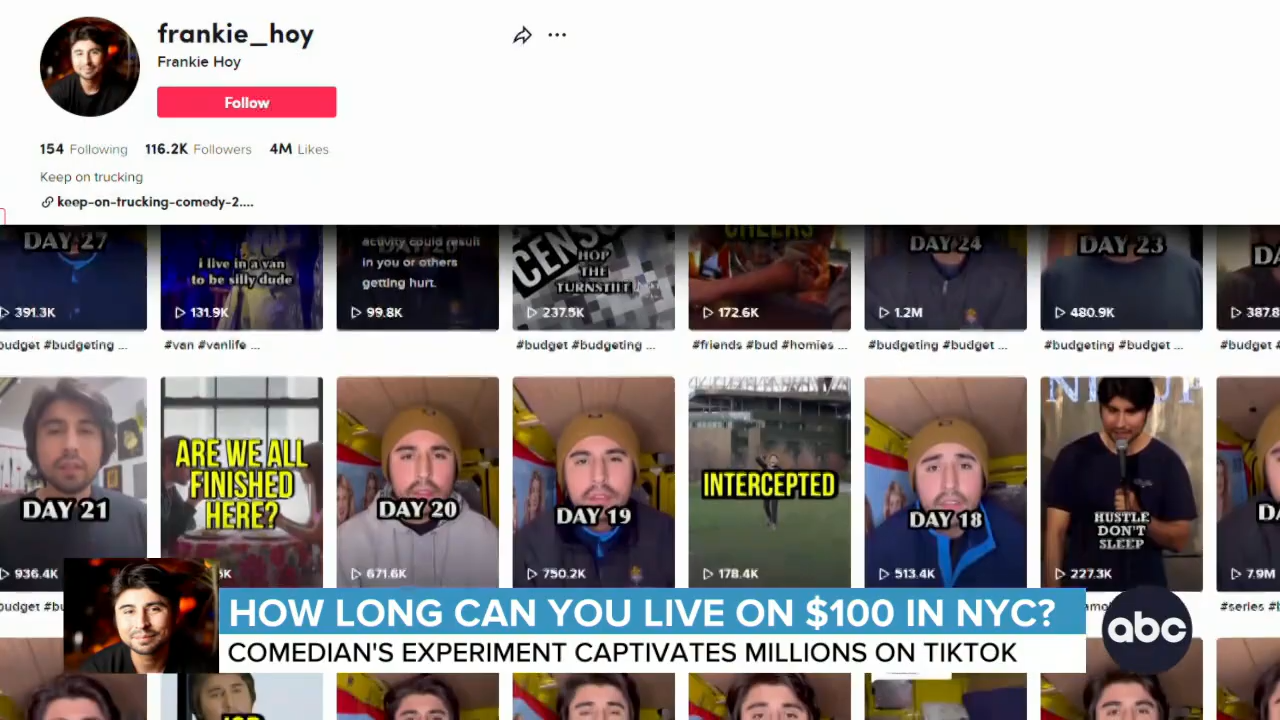 frankie_hoy
Frankie Hoy
Follow
154 Following 116.2K Followers 4M Likes
Keep on trucking
keep-on-trucking-comedy-2....
DAY 27
i live in a van
to be silly dude
activity could result
in you or others
getting hurt.
HOP
THE
TURNSTILE
CHEERS
DAY 24
DAY 23
391.3K
131.9K
99.8K
237.5K
172.6K
1.2M
480.9K
387.8
budget #budgeting ...
#van #vanlife ...
#budget #budgeting ...
#friends #bud #homies ...
#budgeting #budget ...
#budgeting #budget ...
#budget #
DAY 21
ARE WE ALL
FINISHED
HERE?
DAY 20
DAY 19
INTERCEPTED
DAY 18
HUSTLE
DON'T
SLEEP
936.4K
671.6K
750.2K
178.4K
513.4K
227.3K
7.9M
#series #
HOW LONG CAN YOU LIVE ON $100 IN NYC?
COMEDIAN'S EXPERIMENT CAPTIVATES MILLIONS ON TIKTOK
abc